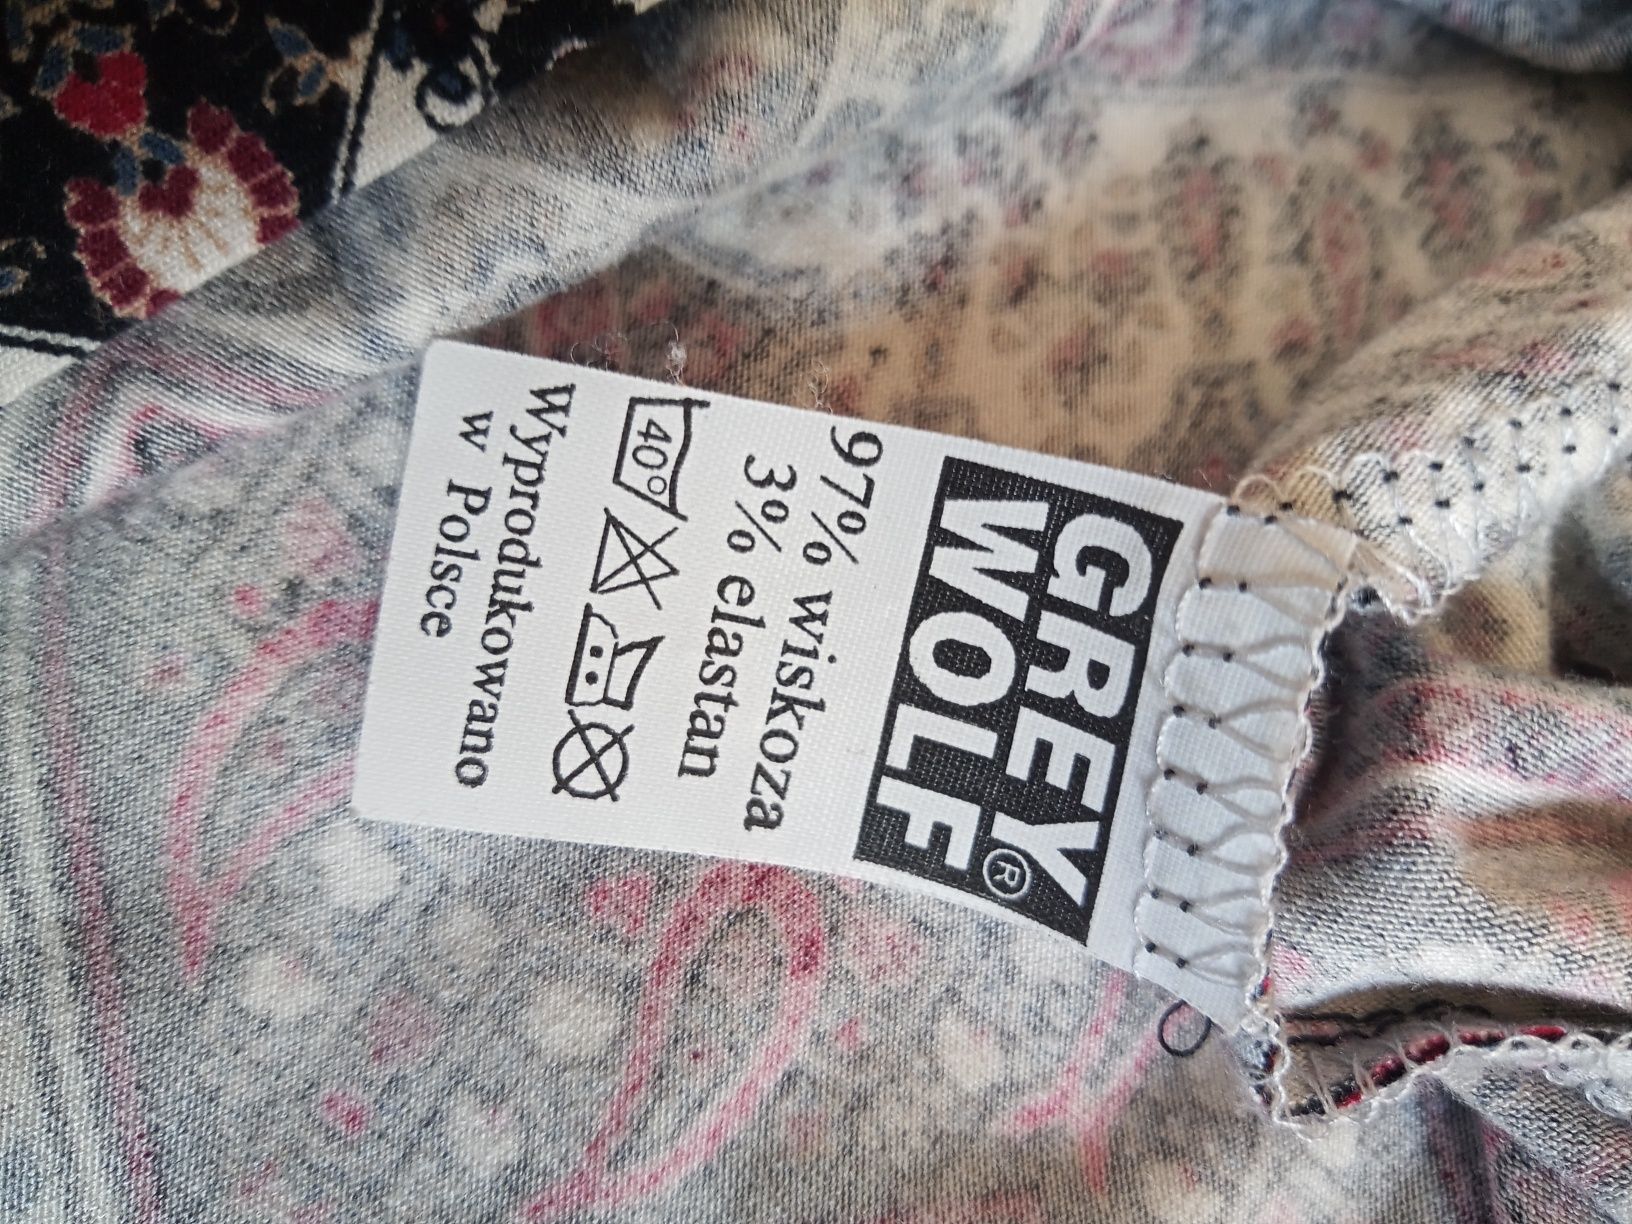 GREY
WOLF®
97% wiskoza
3% elastan
40°
Wyprodukowano
w Polsce